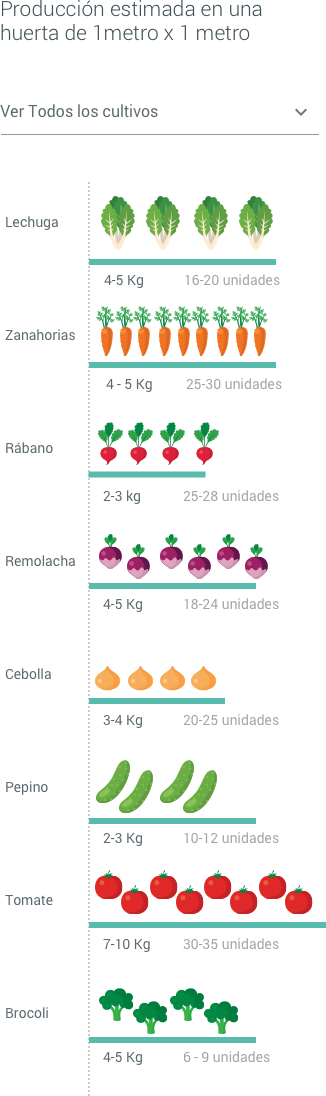 Producción estimada en una
huerta de 1metro x 1 metro
Ver Todos los cultivos
Lechuga
4-5 Kg 16-20 unidades
Zanahorias
4 - 5 Kg 25-30 unidades
Rábano
2-3 kg 25-28 unidades
Remolacha
4-5 Kg 18-24 unidades
Cebolla
3-4 Kg 20-25 unidades
Pepino
2-3 Kg 10-12 unidades
Tomate
7-10 Kg 30-35 unidades
Brocoli
4-5 Kg 6 - 9 unidades